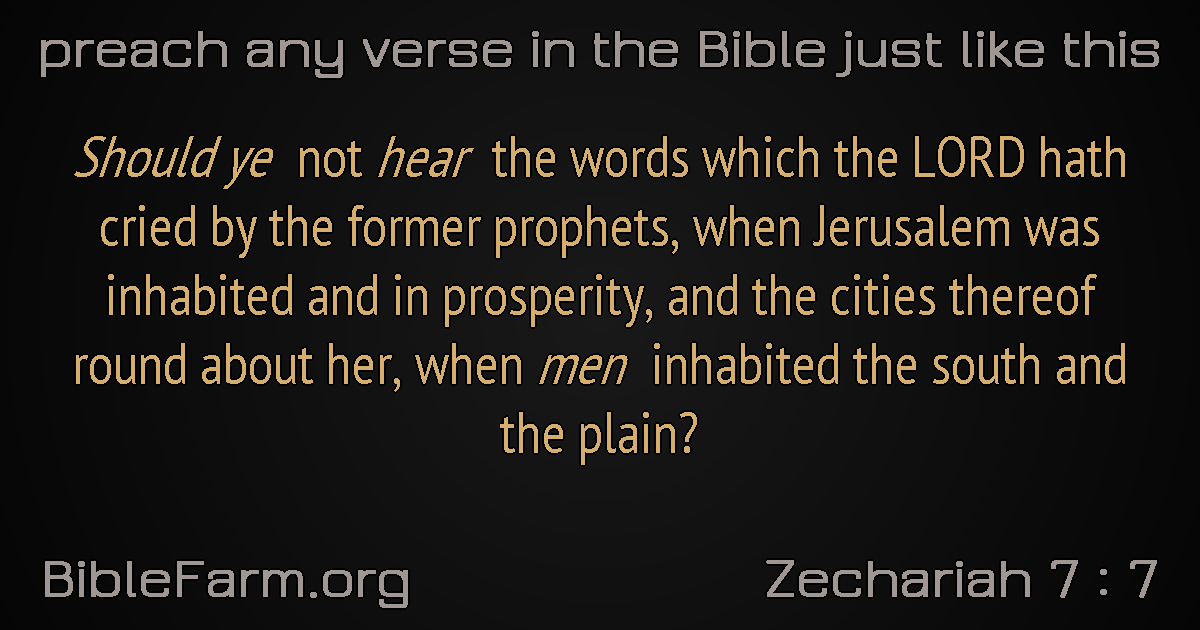 preach any verse in the Bible just like this
Should ye not hear the words which the LORD hath
cried by the former prophets, when Jerusalem was
inhabited and in prosperity, and the cities thereof
round about her, when men inhabited the south and
the plain?
BibleFarm.org
Zechariah 7 : 7